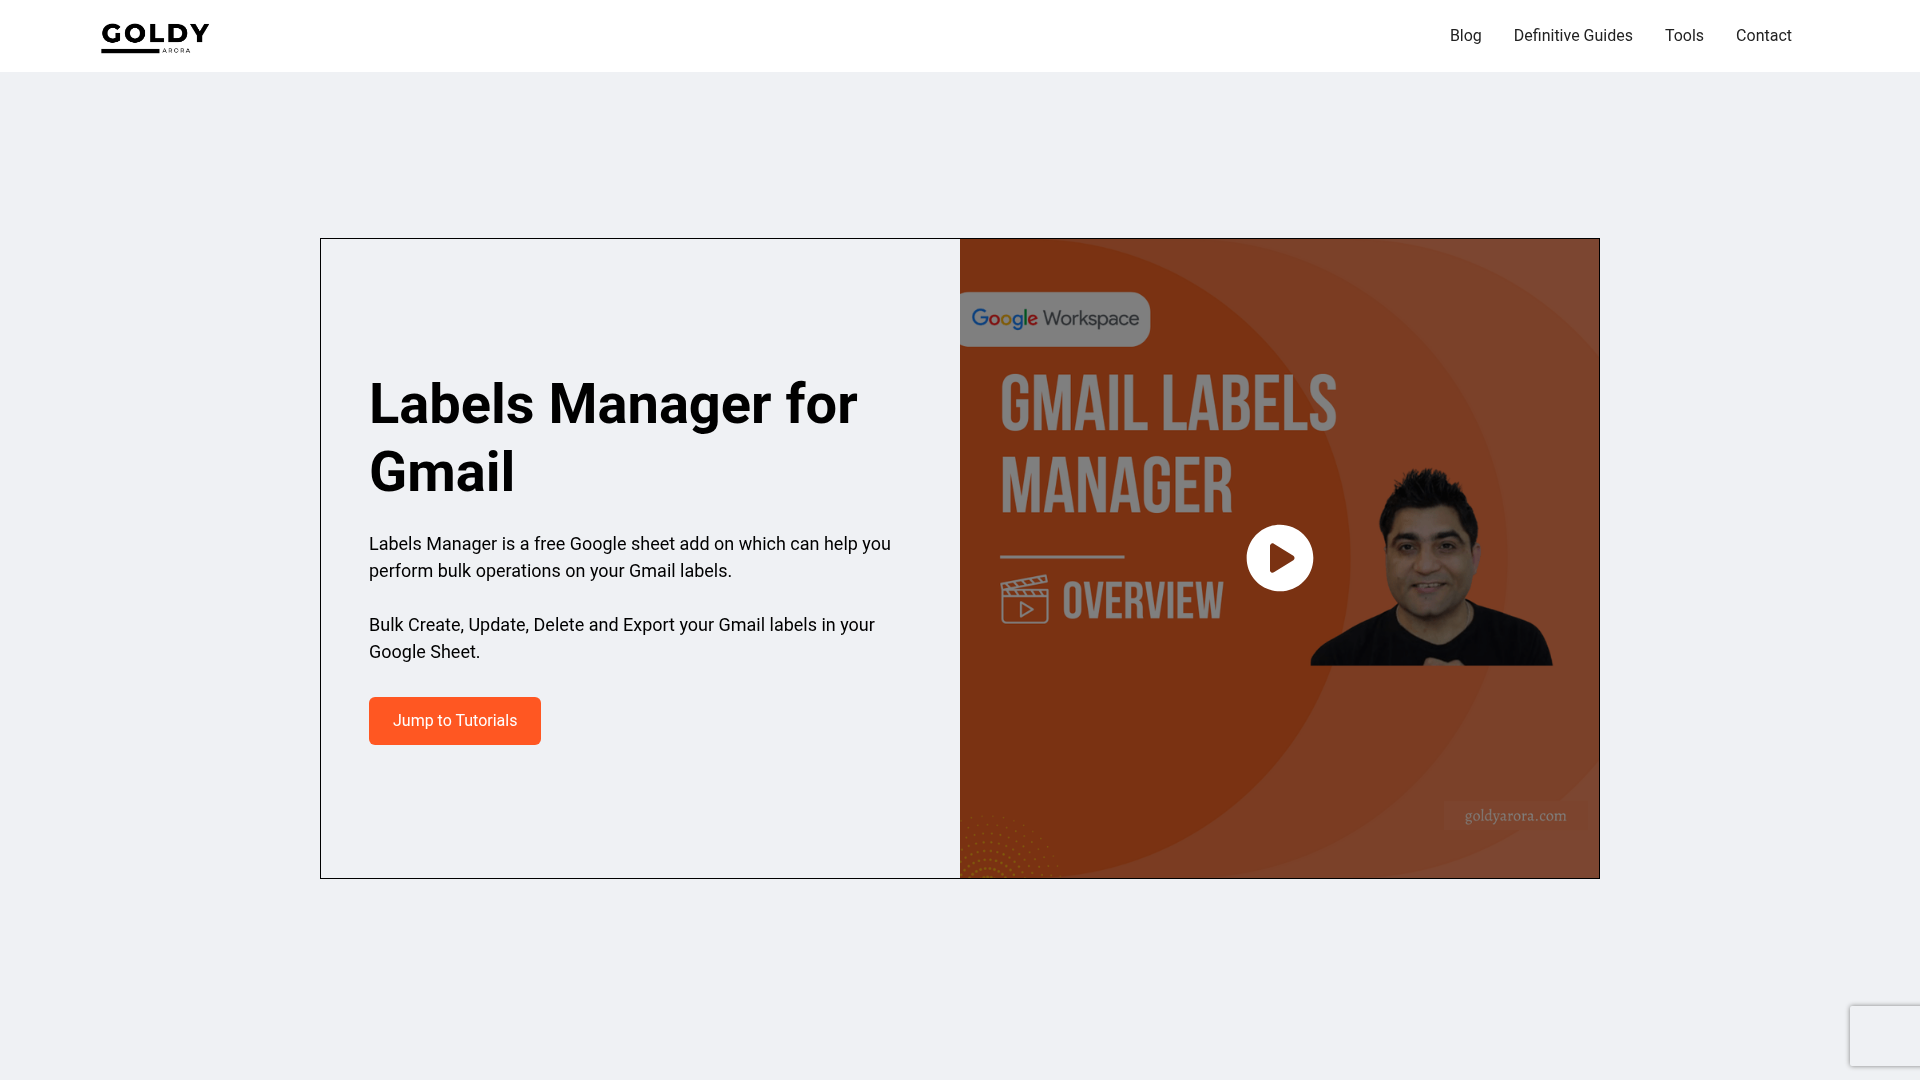 GOLDY
ARORA
Blog
Definitive Guides
Tools
Contact
Labels Manager for
Gmail
Labels Manager is a free Google sheet add on which can help you
perform bulk operations on your Gmail labels.
Bulk Create, Update, Delete and Export your Gmail labels in your
Google Sheet.
Jump to Tutorials
Google Workspace
GMAIL LABELS
MANAGER
OVERVIEW
goldyarora.com